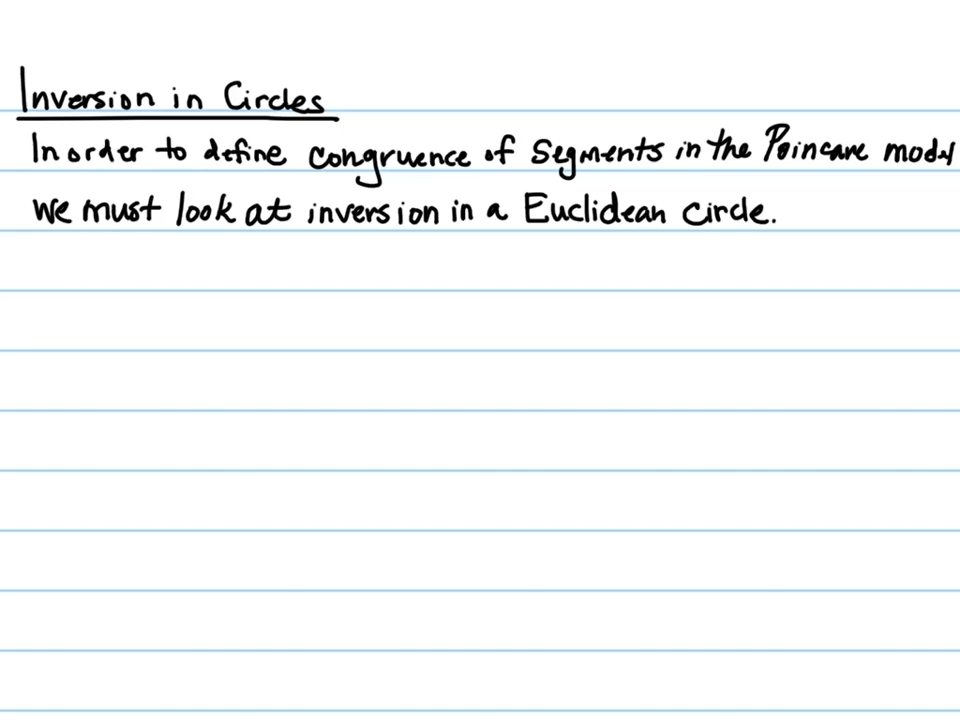 Inversion in Circles
In order to define congruence of segments in the Poincare model
we must look at inversion in a Euclidean circle.